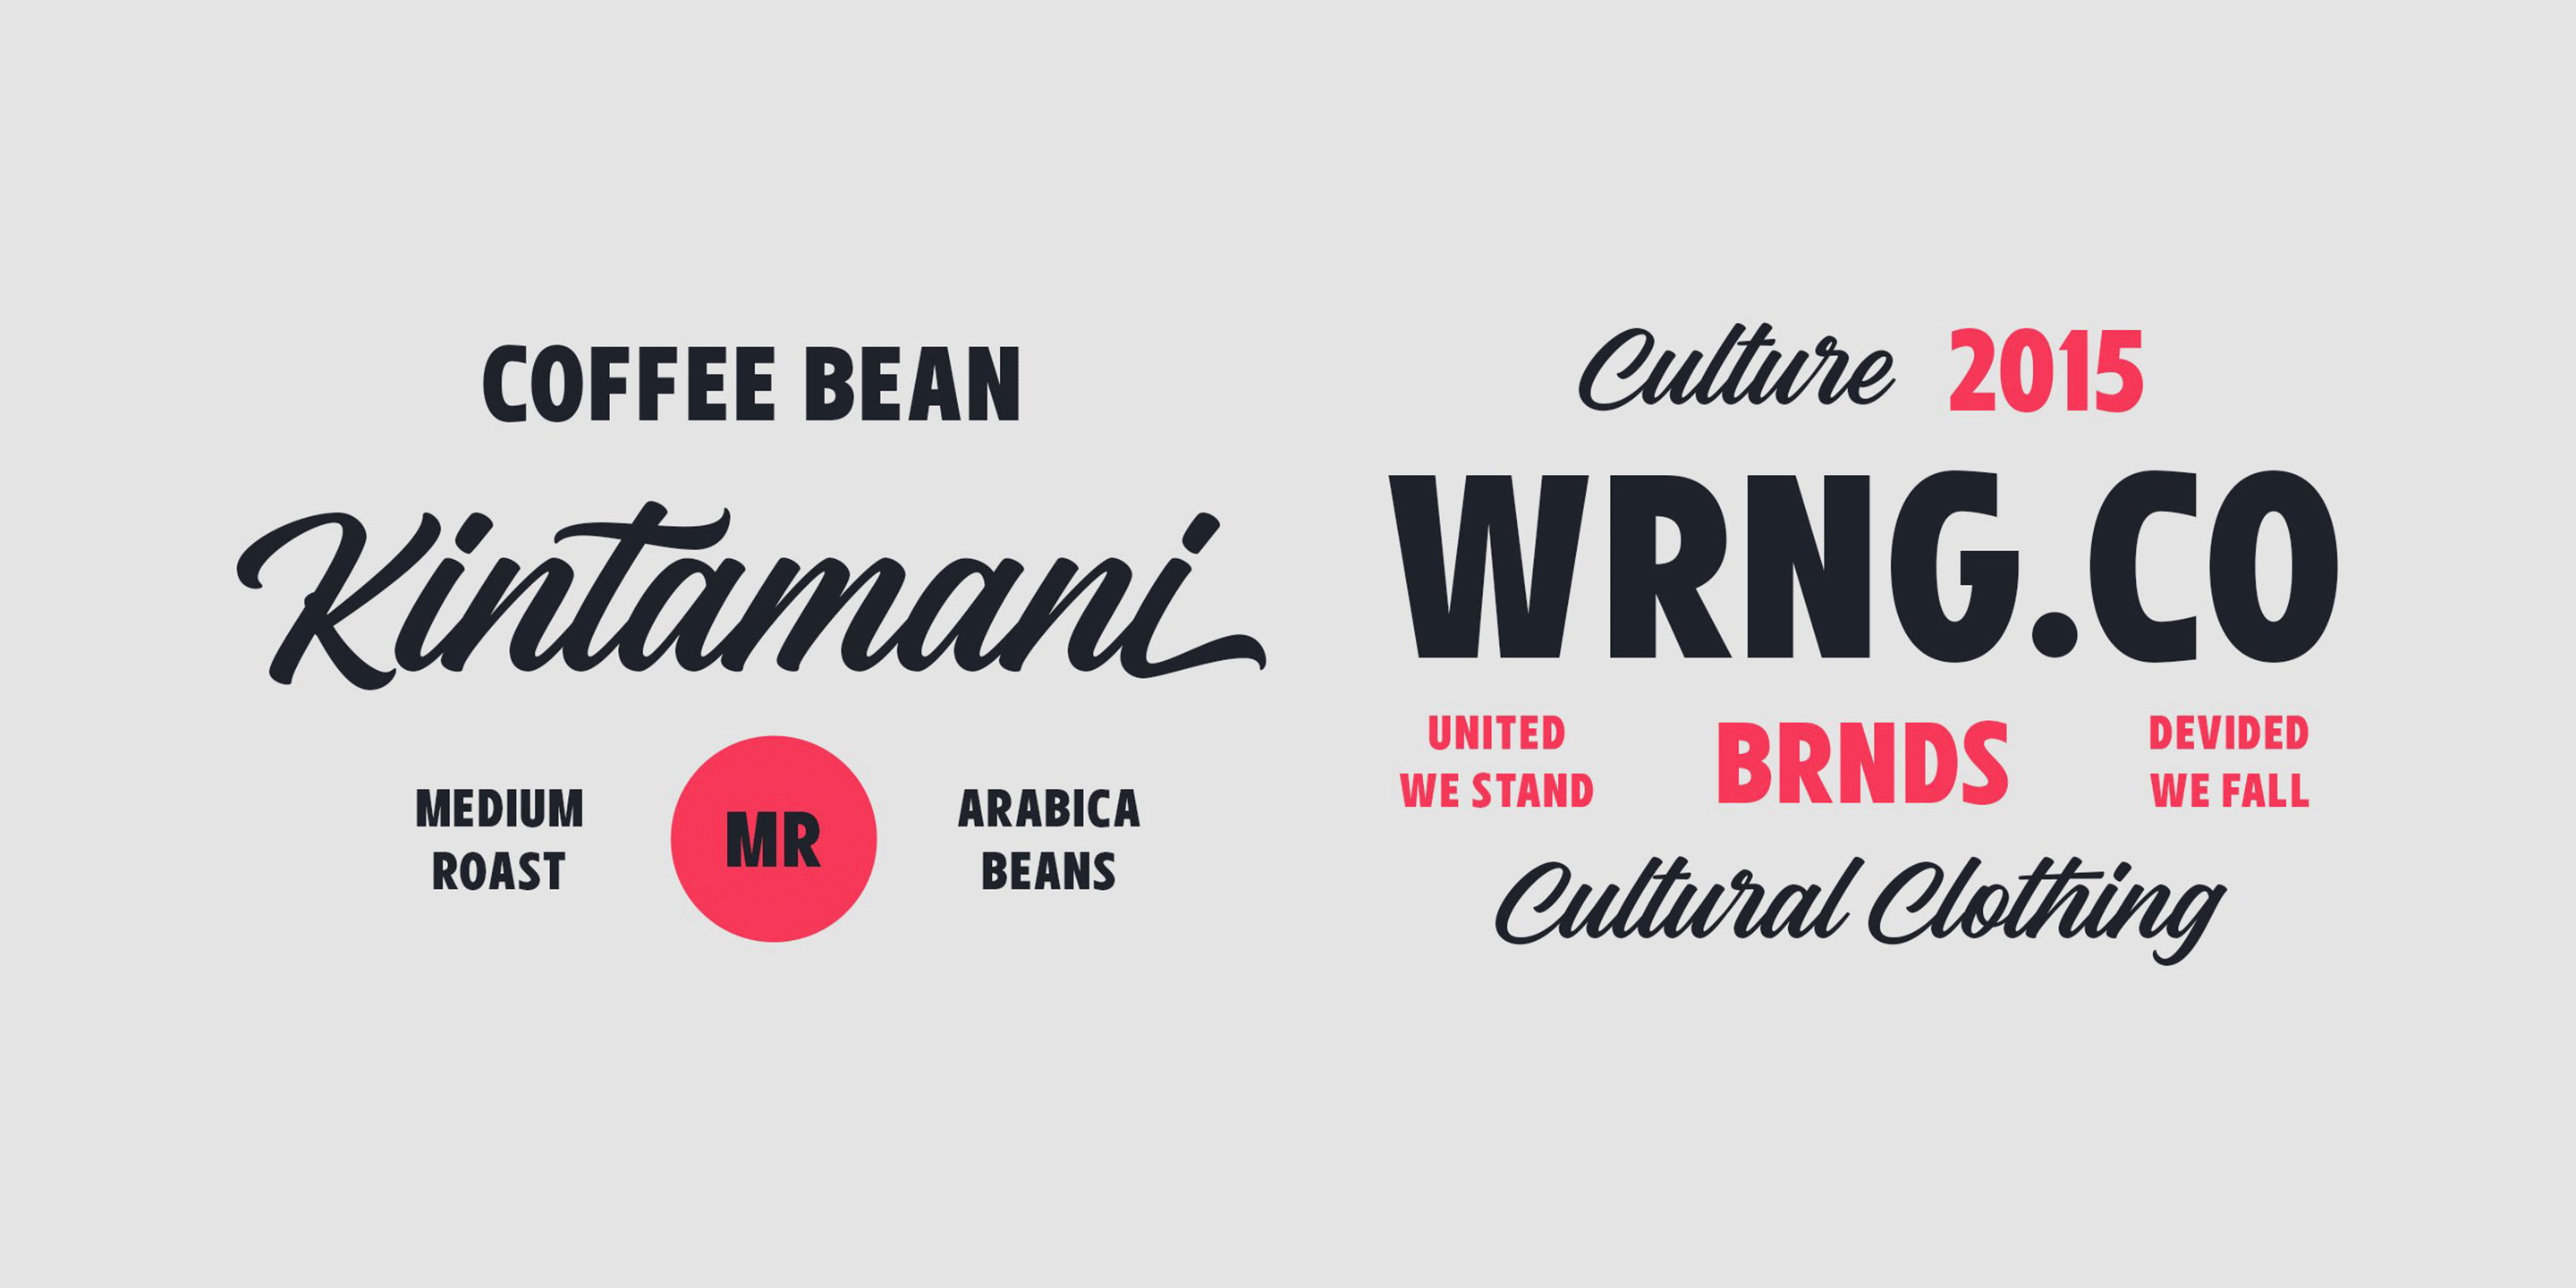 COFFEE BEAN
Kintamani
MEDIUM
ROAST
MR
ARABICA
BEANS
Culture 2015
WRNG.CO
UNITED
WE STAND
BRNDS
DEVIDED
WE FALL
Cultural Clothing